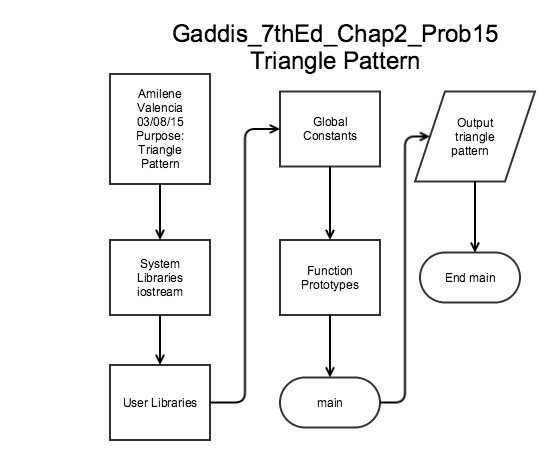 Gaddis_7thEd_Chap2_Prob15
Triangle Pattern
Amilene
Valencia
03/08/15
Purpose:
Triangle
Pattern
System
Libraries
iostream
User Libraries
Global
Constants
Function
Prototypes
main
Output
triangle
pattern
End main